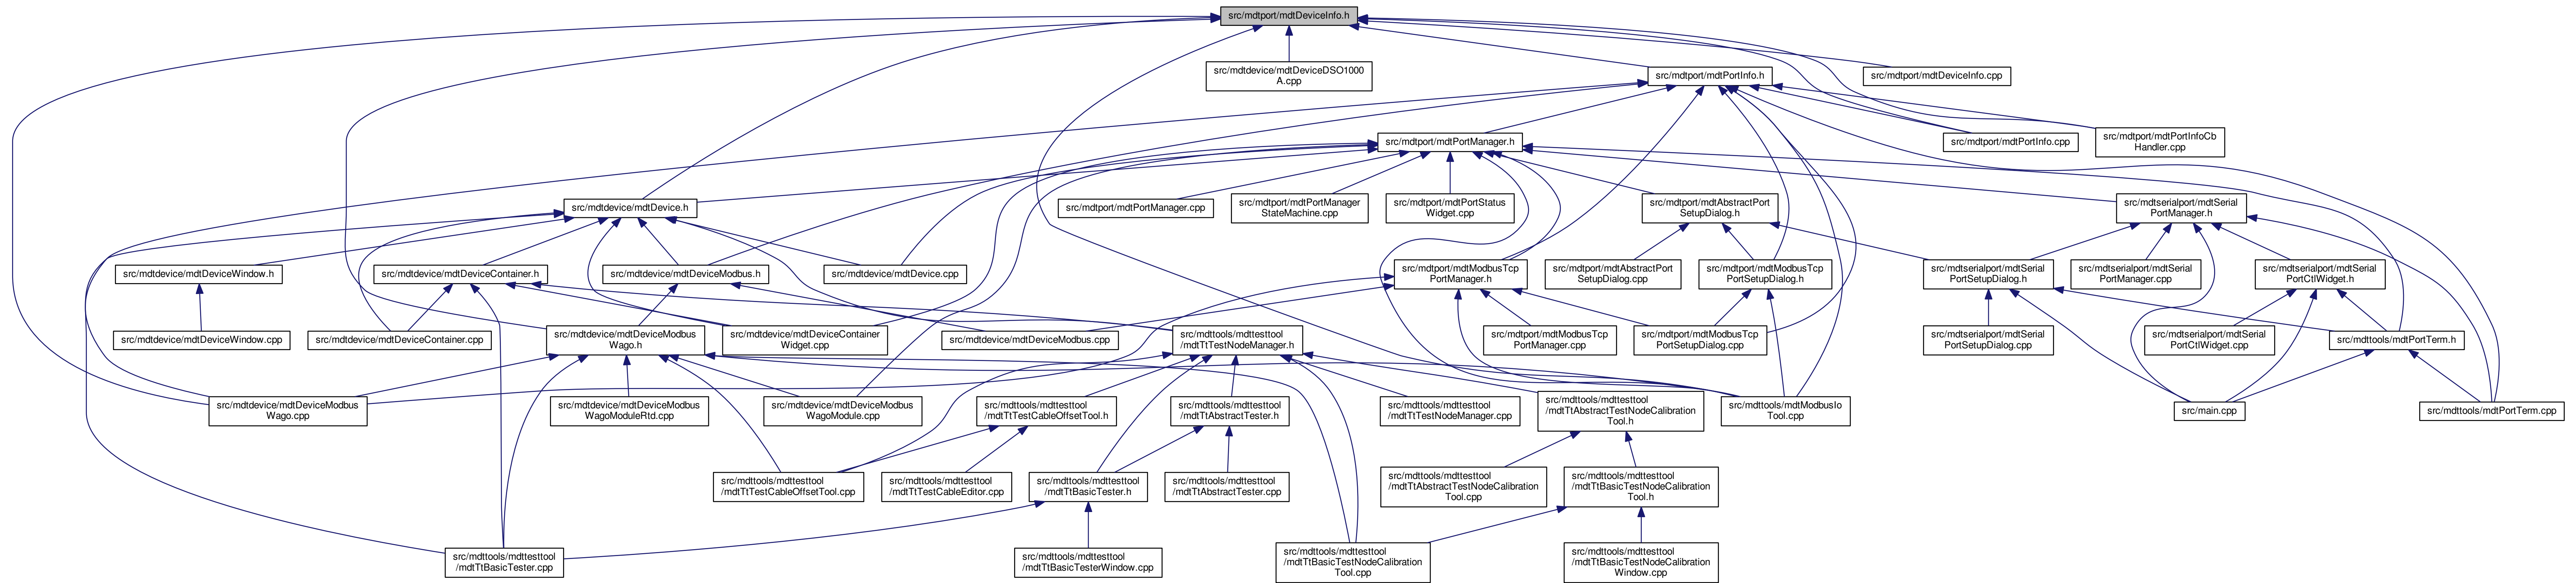 src/mdtport/mdtDeviceInfo.h
src/mdtdevice/mdtDeviceDSO1000
A.cpp
src/mdtport/mdtPortInfo.h
src/mdtport/mdtDeviceInfo.cpp
src/mdtport/mdtPortManager.h
src/mdtport/mdtPortInfo.cpp
src/mdtport/mdtPortInfoCb
Handler.cpp
src/mdtdevice/mdtDevice.h
src/mdtport/mdtPortManager.cpp
src/mdtport/mdtPortManager
StateMachine.cpp
src/mdtport/mdtPortStatus
Widget.cpp
src/mdtport/mdtAbstractPort
SetupDialog.h
src/mdtserialport/mdtSerial
PortManager.h
src/mdtdevice/mdtDeviceWindow.h
src/mdtdevice/mdtDeviceContainer.h
src/mdtdevice/mdtDeviceModbus.h
src/mdtdevice/mdtDevice.cpp
src/mdtport/mdtModbusTcp
PortManager.h
src/mdtport/mdtAbstractPort
SetupDialog.cpp
src/mdtport/mdtModbusTcp
PortSetupDialog.h
src/mdtserialport/mdtSerial
PortSetupDialog.h
src/mdtserialport/mdtSerial
PortManager.cpp
src/mdtserialport/mdtSerial
PortCtlWidget.h
src/mdtdevice/mdtDeviceWindow.cpp
src/mdtdevice/mdtDeviceContainer.cpp
src/mdtdevice/mdtDeviceModbus
Wago.h
src/mdtdevice/mdtDeviceContainer
Widget.cpp
src/mdtdevice/mdtDeviceModbus.cpp
src/mdttools/mdttesttool
/mdtTtTestNodeManager.h
src/mdtport/mdtModbusTcp
PortManager.cpp
src/mdtport/mdtModbusTcp
PortSetupDialog.cpp
src/mdtserialport/mdtSerial
PortSetupDialog.cpp
src/mdtserialport/mdtSerial
PortCtlWidget.cpp
src/mdttools/mdtPortTerm.h
src/mdtdevice/mdtDeviceModbus
Wago.cpp
src/mdtdevice/mdtDeviceModbus
WagoModuleRtd.cpp
src/mdtdevice/mdtDeviceModbus
WagoModule.cpp
src/mdttools/mdttesttool
/mdtTtTestCableOffsetTool.h
src/mdttools/mdttesttool
/mdtTtAbstractTester.h
src/mdttools/mdttesttool
/mdtTtTestNodeManager.cpp
src/mdttools/mdttesttool
/mdtTtAbstractTestNodeCalibration
Tool.h
src/mdttools/mdtModbusIo
Tool.cpp
src/main.cpp
src/mdttools/mdtPortTerm.cpp
src/mdttools/mdttesttool
/mdtTtTestCableOffsetTool.cpp
src/mdttools/mdttesttool
/mdtTtTestCableEditor.cpp
src/mdttools/mdttesttool
/mdtTtBasicTester.h
src/mdttools/mdttesttool
/mdtTtAbstractTester.cpp
src/mdttools/mdttesttool
/mdtTtAbstractTestNodeCalibration
Tool.cpp
src/mdttools/mdttesttool
/mdtTtBasicTestNodeCalibration
Tool.h
src/mdttools/mdttesttool
/mdtTtBasicTester.cpp
src/mdttools/mdttesttool
/mdtTtBasicTesterWindow.cpp
src/mdttools/mdttesttool
/mdtTtBasicTestNodeCalibration
Tool.cpp
src/mdttools/mdttesttool
/mdtTtBasicTestNodeCalibration
Window.cpp